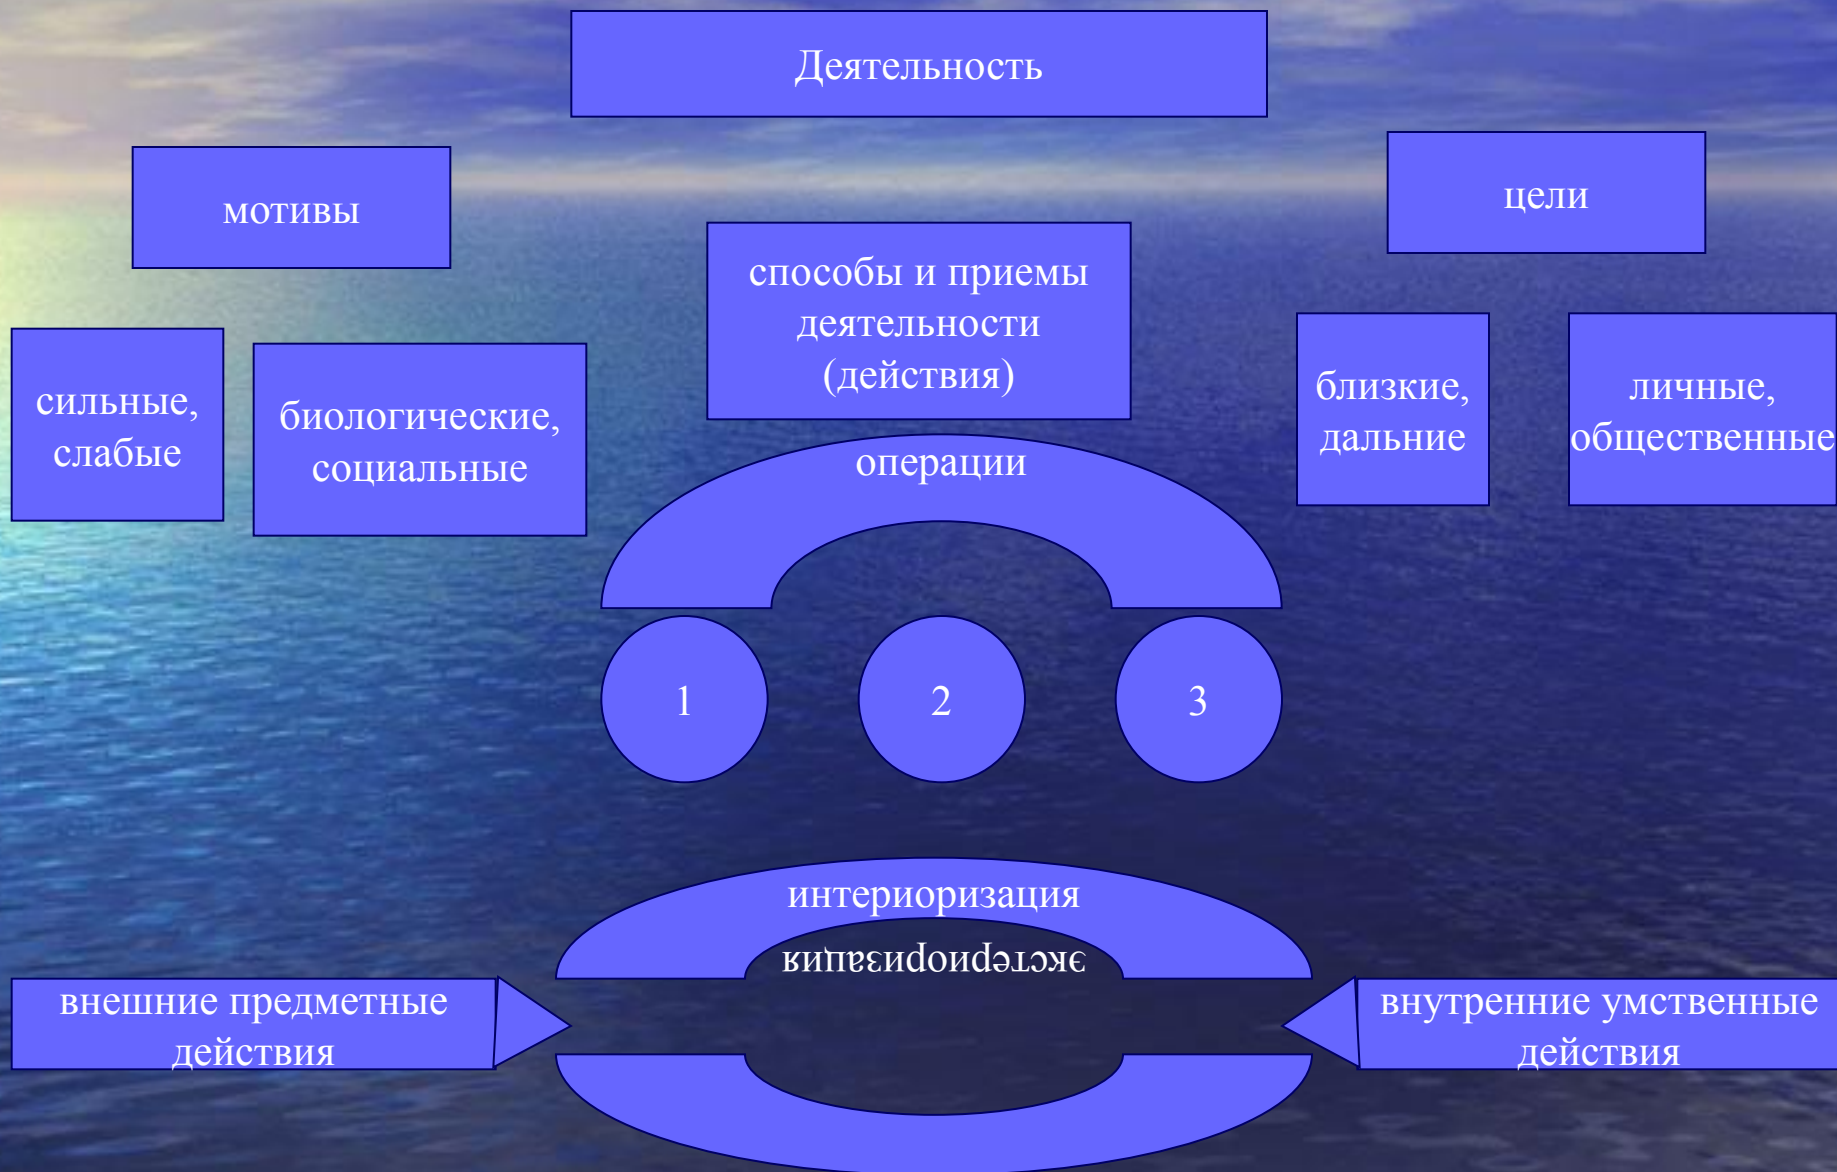 Деятельность
мотивы
цели
способы и приемы
деятельности
(действия)
сильные,
слабые
биологические,
социальные
близкие,
дальние
личные,
общественные
операции
1
2
3
интериоризация
экстериоризация
внешние предметные
действия
внутренние умственные
действия